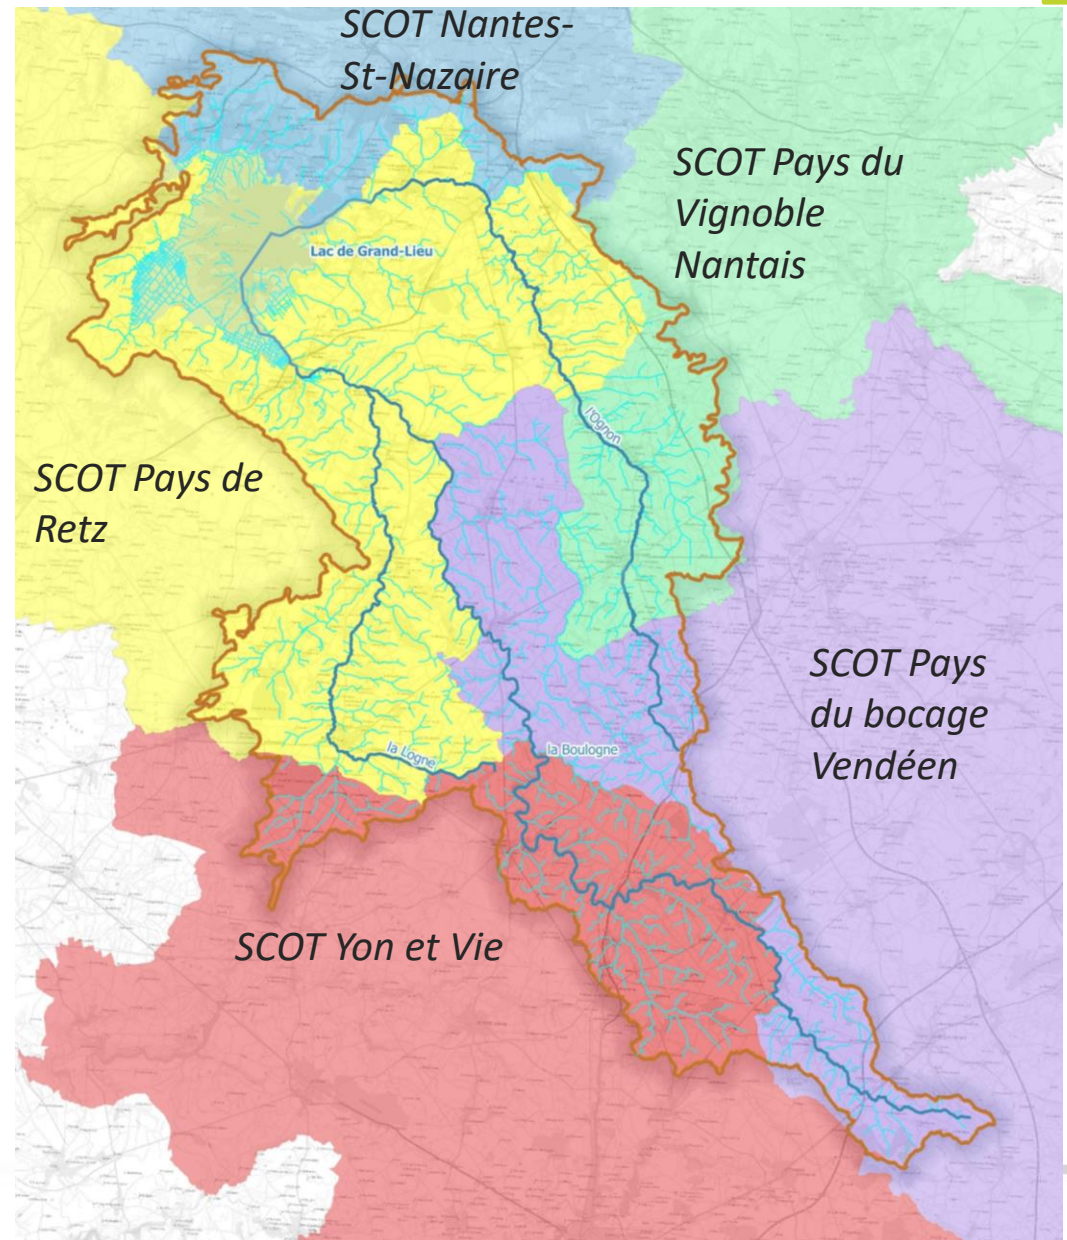 SCOT Nantes-
St-Nazaire
SCOT Pays du
Vignoble
Nantais
Lac de Grand-Lieu
l'Ognon
SCOT Pays de
Retz
SCOT Pays
du bocage
Vendéen
la Logne
la Boulogne
SCOT Yon et Vie